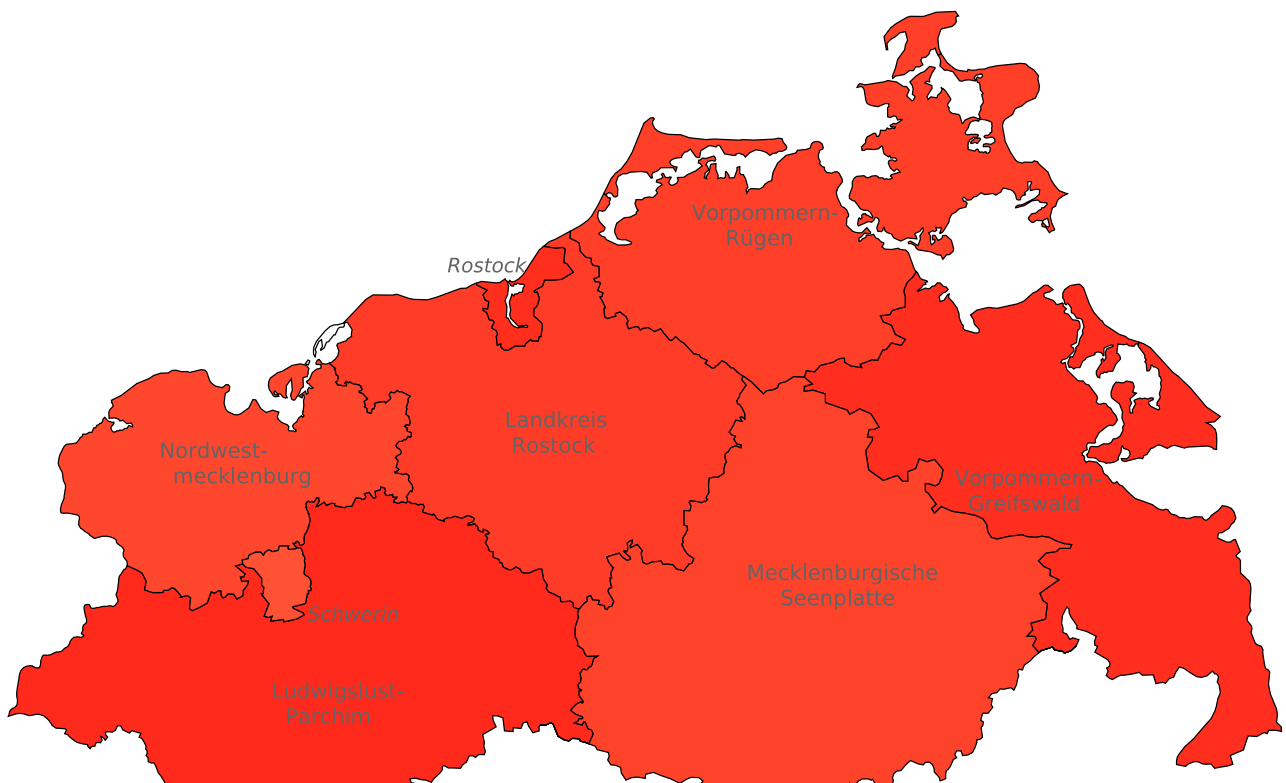 Vorpommern-
Rügen
Rostock
Landkreis
Rostock
Nordwest-
mecklenburg
Vorpommern-
Greifswald
Mecklenburgische
Seenplatte
Schwerin
Ludwigslust-
Parchim